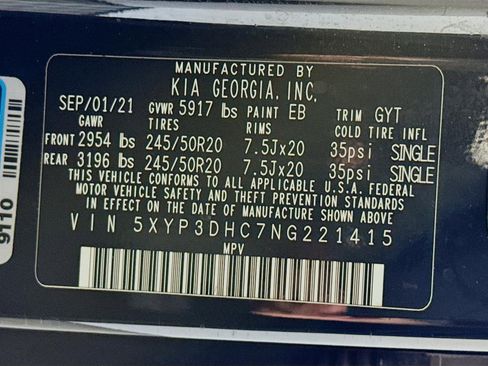 MANUFACTURED BY
KIA GEORGIA, INC.
SEP/01/21 GVWR 5917 lbs PAINT EB TRIM GYT
GAWR TIRES RIMS COLD TIRE INFL
FRONT 2954 lbs 245/50R20 7.5Jx20 35psi SINGLE
REAR 3196 lbs 245/50R20 7.5Jx20 35psi SINGLE
THIS VEHICLE CONFORMS TO ALL APPLICABLE U.S.A. FEDERAL
MOTOR VEHICLE SAFETY AND THEFT PREVENTION STANDARDS
IN EFFECT ON THE DATE OF MANUFACTURE SHOWN ABOVE.
VIN 5XYP3DHC7NG221415
MPV
9110